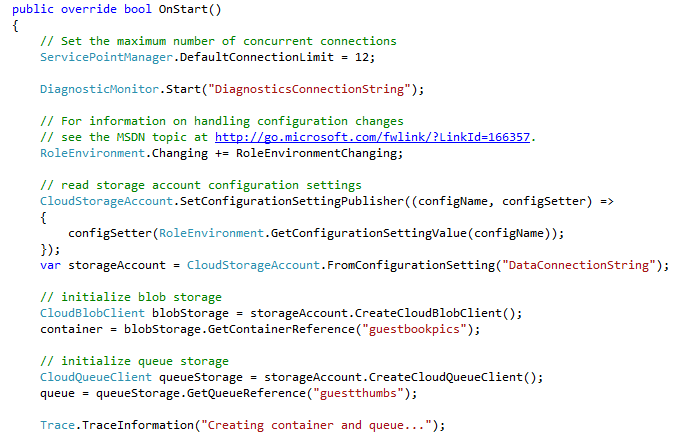 public override bool OnStart()
{
    // Set the maximum number of concurrent connections
    ServicePointManager.DefaultConnectionLimit = 12;

    DiagnosticMonitor.Start("DiagnosticsConnectionString");

    // For information on handling configuration changes
    // see the MSDN topic at http://go.microsoft.com/fwlink/?LinkId=166357.
    RoleEnvironment.Changing += RoleEnvironmentChanging;

    // read storage account configuration settings
    CloudStorageAccount.SetConfigurationSettingPublisher((configName, configSetter) =>
    {
        configSetter(RoleEnvironment.GetConfigurationSettingValue(configName));
    });
    var storageAccount = CloudStorageAccount.FromConfigurationSetting("DataConnectionString");

    // initialize blob storage
    CloudBlobClient blobStorage = storageAccount.CreateCloudBlobClient();
    container = blobStorage.GetContainerReference("guestbookpics");

    // initialize queue storage
    CloudQueueClient queueStorage = storageAccount.CreateCloudQueueClient();
    queue = queueStorage.GetQueueReference("guestthumbs");

    Trace.TraceInformation("Creating container and queue...");